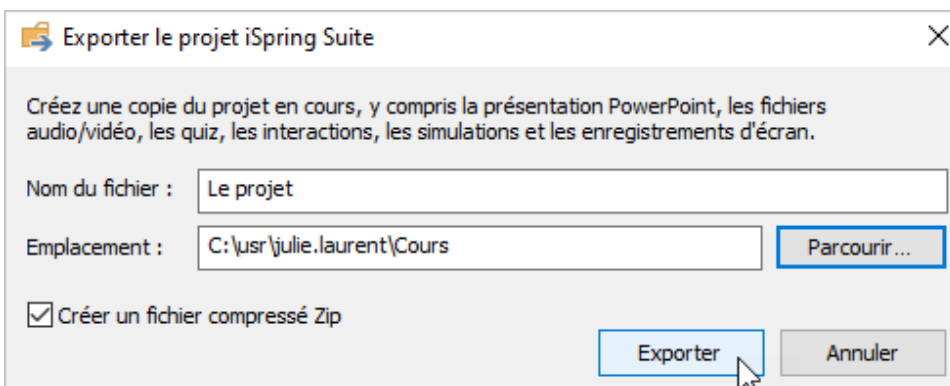 Exporter le projet iSpring Suite
Créez une copie du projet en cours, y compris la présentation PowerPoint, les fichiers
audio/vidéo, les quiz, les interactions, les simulations et les enregistrements d'écran.
Nom du fichier : Le projet
Emplacement : C:\usr\julie.laurent\Cours Parcourir...
Créer un fichier compressé Zip
Exporter Annuler